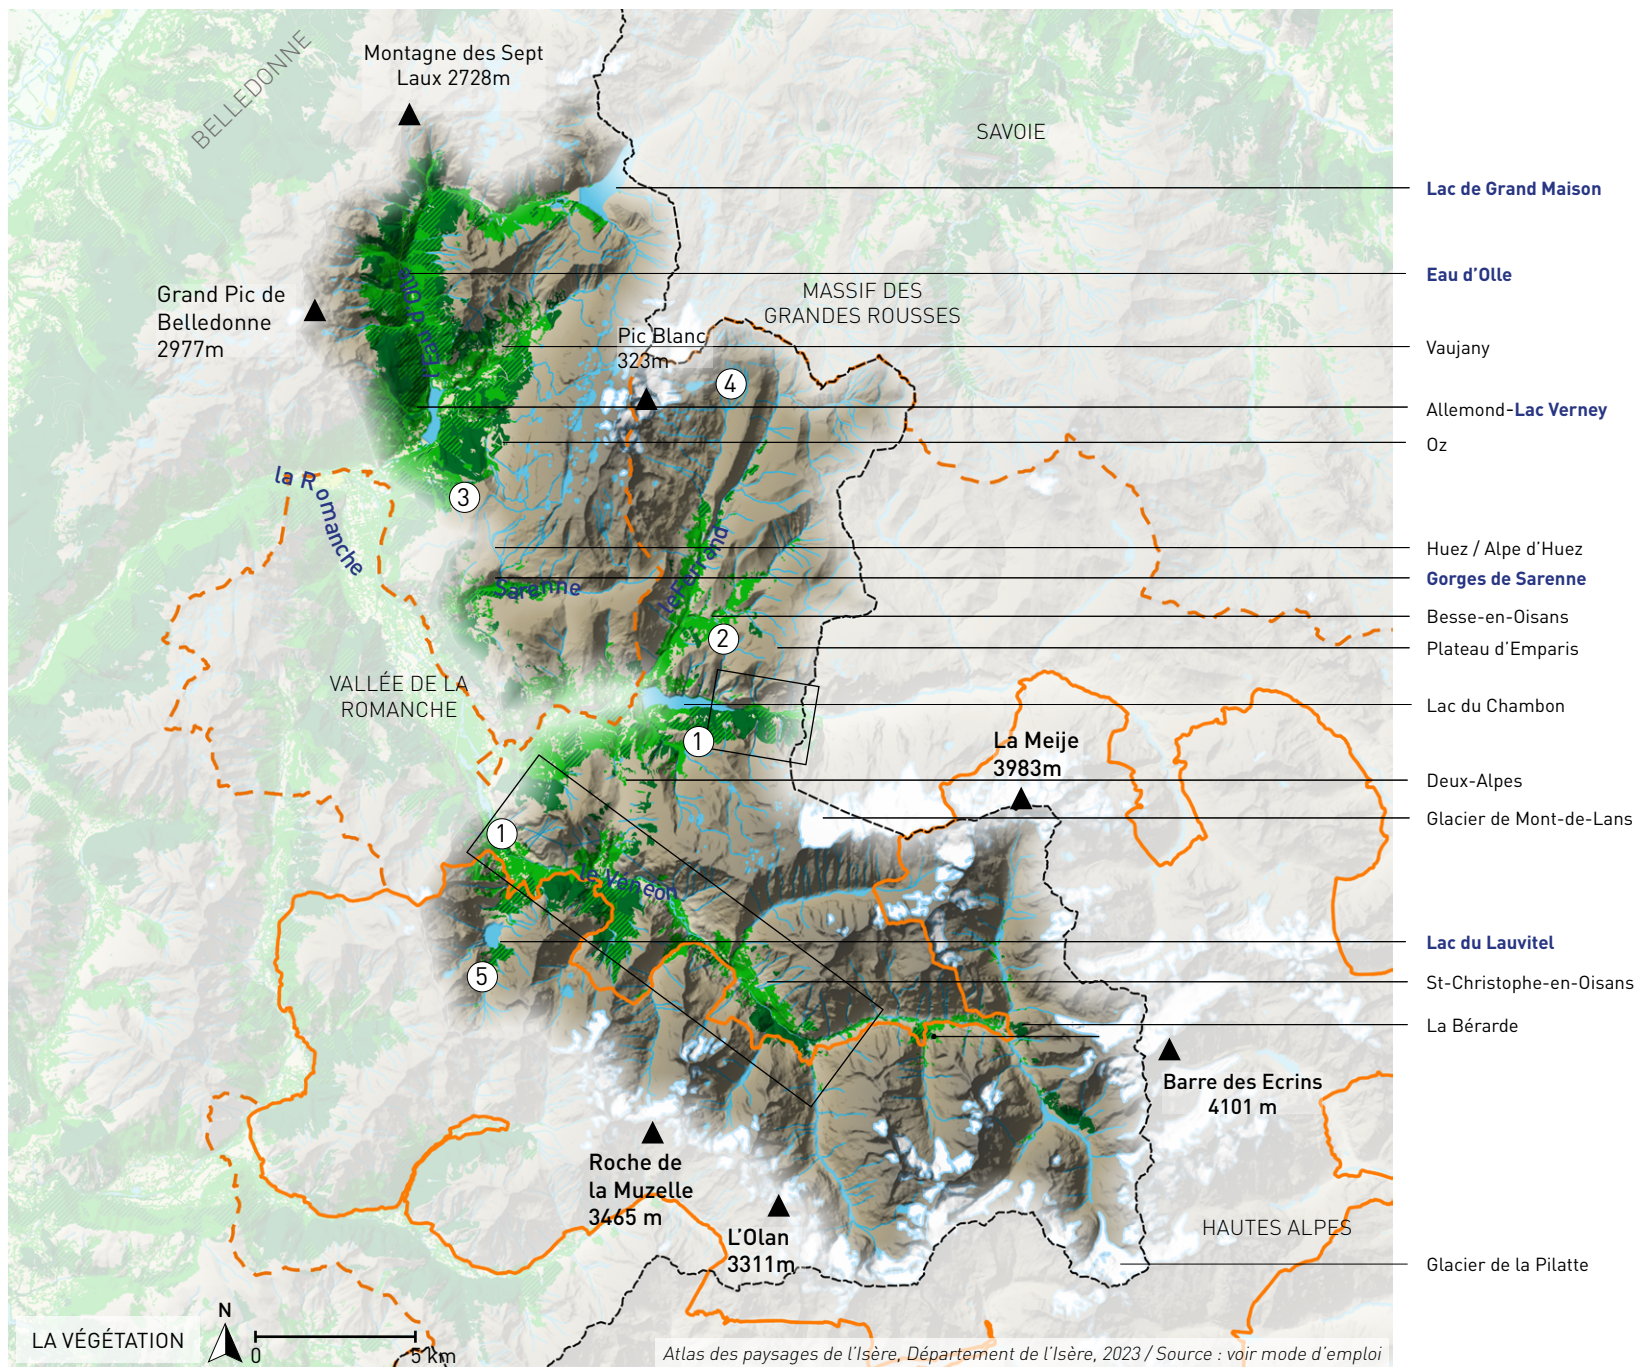 BELLEDONNE
Montagne des Sept
Laux 2728m
SAVOIE
Lac de Grand Maison
Eau d'Olle
Eau d'Olle
Grand Pic de
Belledonne
2977m
MASSIF DES
GRANDES ROUSSES
Pic Blanc
323m
Vaujany
4
Allemond-Lac Verney
Oz
la Romanche
3
Huez / Alpe d'Huez
Sarenne
Gorges de Sarenne
le Ferrand
Besse-en-Oisans
2
Plateau d'Emparis
VALLÉE DE LA
ROMANCHE
Lac du Chambon
1
La Meije
3983m
Deux-Alpes
Glacier de Mont-de-Lans
1
le Vénéon
Lac du Lauvitel
5
St-Christophe-en-Oisans
La Bérarde
Barre des Ecrins
4101 m
Roche de
la Muzelle
3465 m
L'Olan
3311m
HAUTES ALPES
Glacier de la Pilatte
LA VÉGÉTATION
N
0
5 km
Atlas des paysages de l'Isère, Département de l'Isère, 2023 / Source : voir mode d'emploi